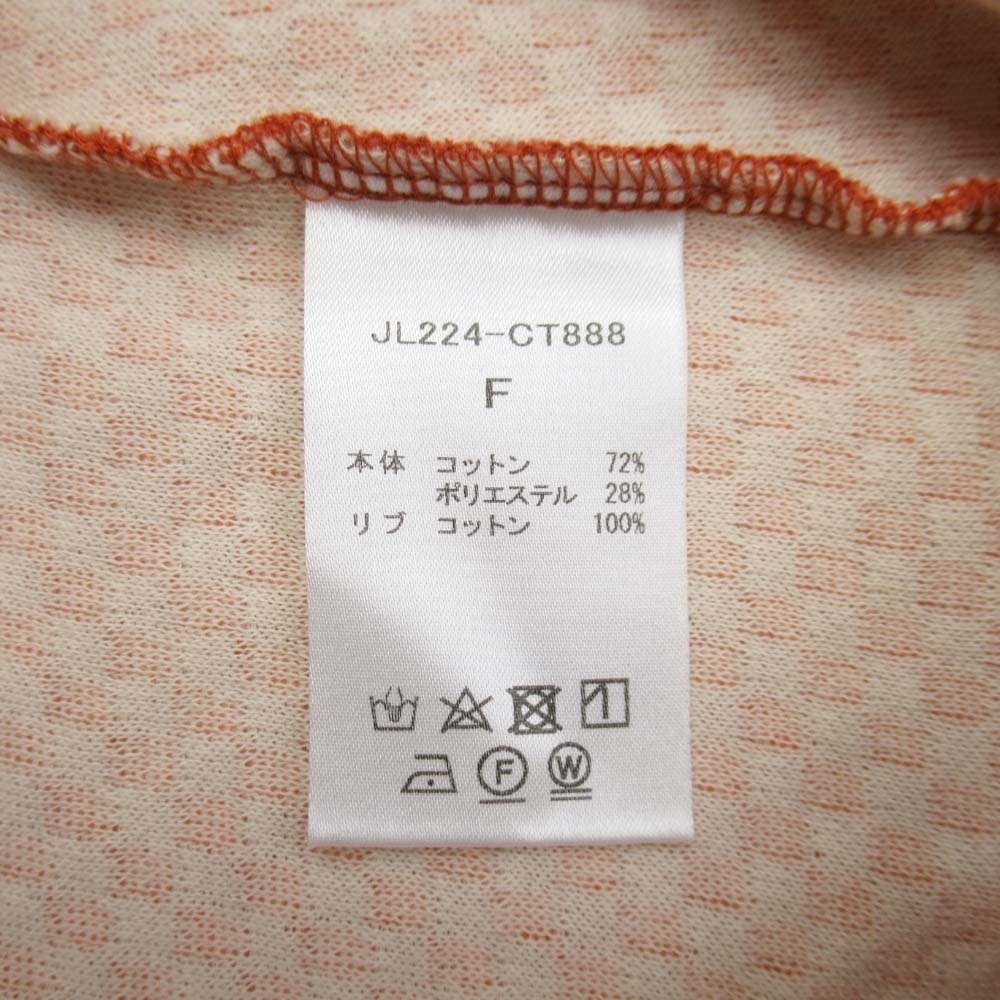 JL224-CT888
F
本体 コットン 72%
ポリエステル 28%
リブ コットン 100%
F W